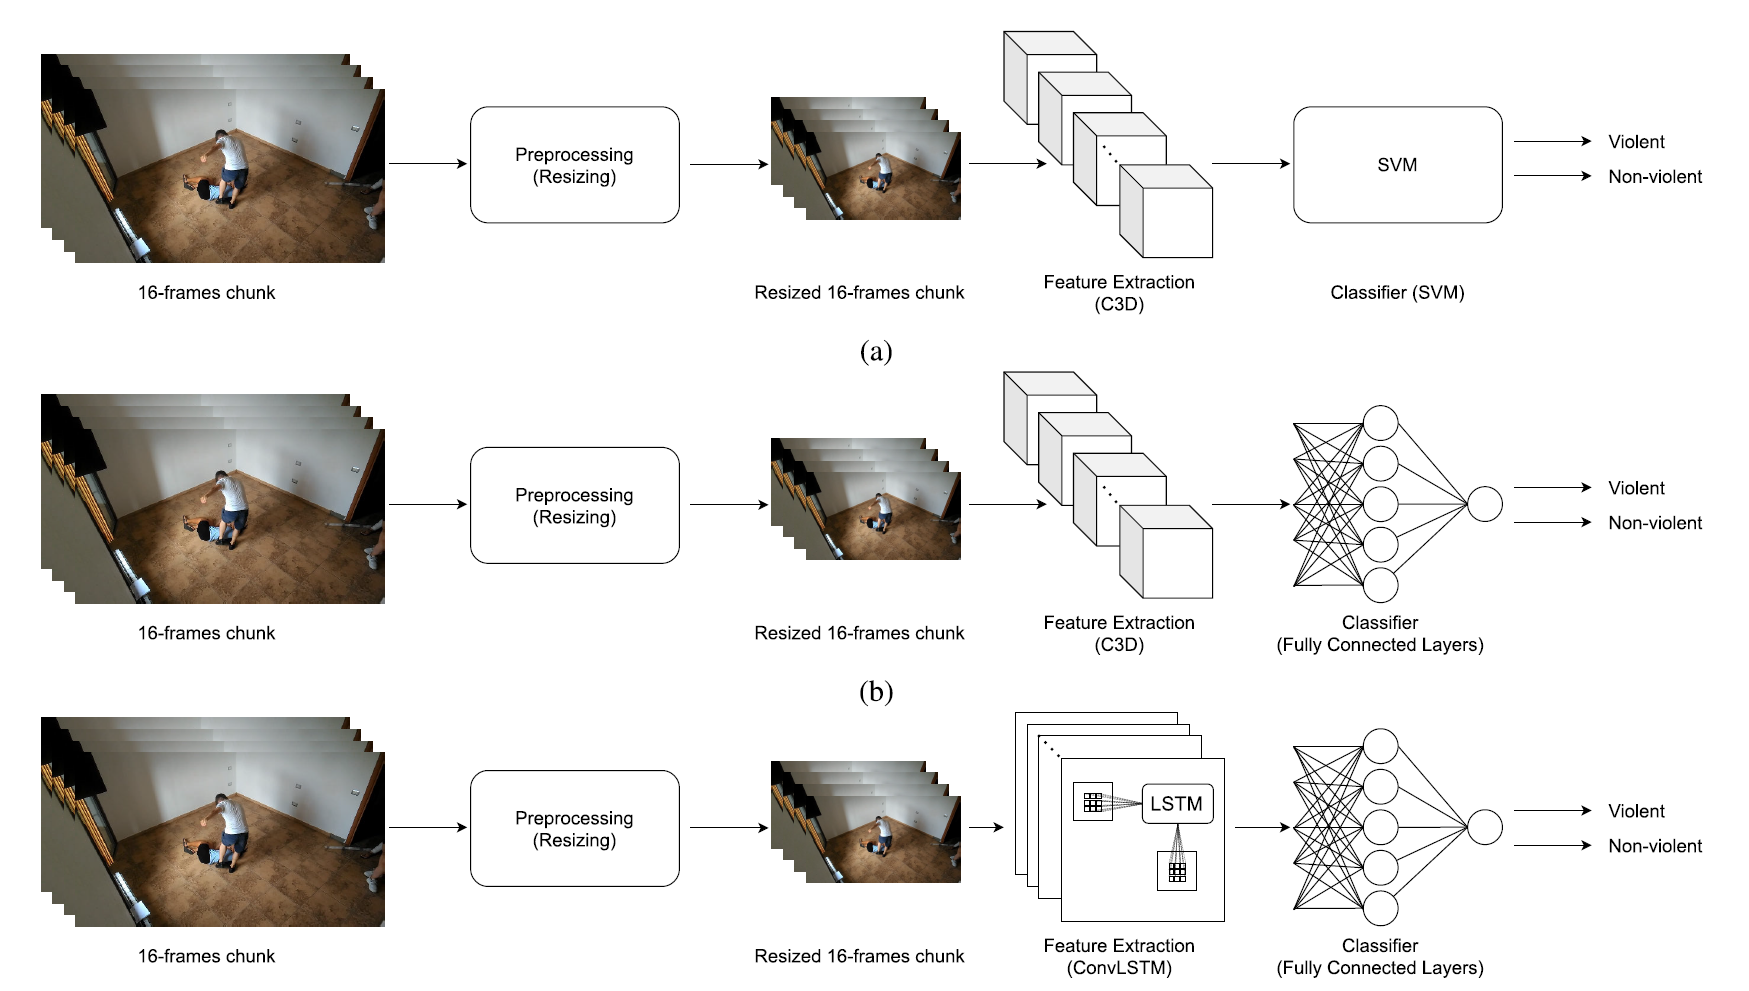 Preprocessing
(Resizing)
SVM
Violent
Non-violent
16-frames chunk
Resized 16-frames chunk
Feature Extraction
(C3D)
Classifier (SVM)
(a)
Preprocessing
(Resizing)
Violent
Non-violent
16-frames chunk
Resized 16-frames chunk
Feature Extraction
(C3D)
Classifier
(Fully Connected Layers)
(b)
Preprocessing
(Resizing)
LSTM
Violent
Non-violent
16-frames chunk
Resized 16-frames chunk
Feature Extraction
(ConvLSTM)
Classifier
(Fully Connected Layers)